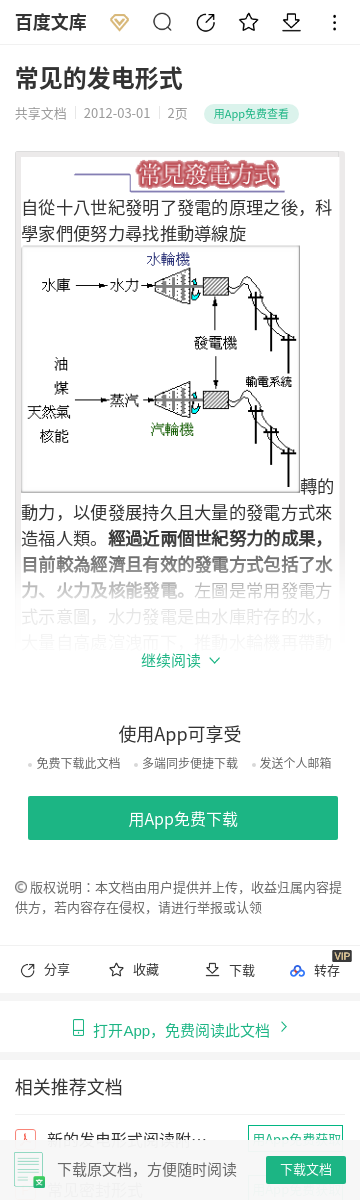 百度文库
常见的发电形式
共享文档 2012-03-01 2页 用App免费查看
常見發電方式
自從十八世紀發明了發電的原理之後，科
學家們便努力尋找推動導線旋
水輪機
水庫 水力
發電機
輸電系統
油
煤
天然氣
核能
蒸汽
汽輪機
轉的
動力，以便發展持久且大量的發電方式來
造福人類。經過近兩個世紀努力的成果，
目前較為經濟且有效的發電方式包括了水
力、火力及核能發電。左圖是常用發電方
式示意圖，水力發電是由水庫貯存的水，
大量自高處渲洩而下，推動水輪機再帶動
继续阅读
使用App可享受
免费下载此文档 多端同步便捷下载 发送个人邮箱
用App免费下载
© 版权说明：本文档由用户提供并上传，收益归属内容提
供方，若内容存在侵权，请进行举报或认领
分享 收藏 下载 转存 VIP
打开App，免费阅读此文档
相关推荐文档
新的发电形式阅读附… 用App免费获取
下载原文档，方便随时阅读 下载文档